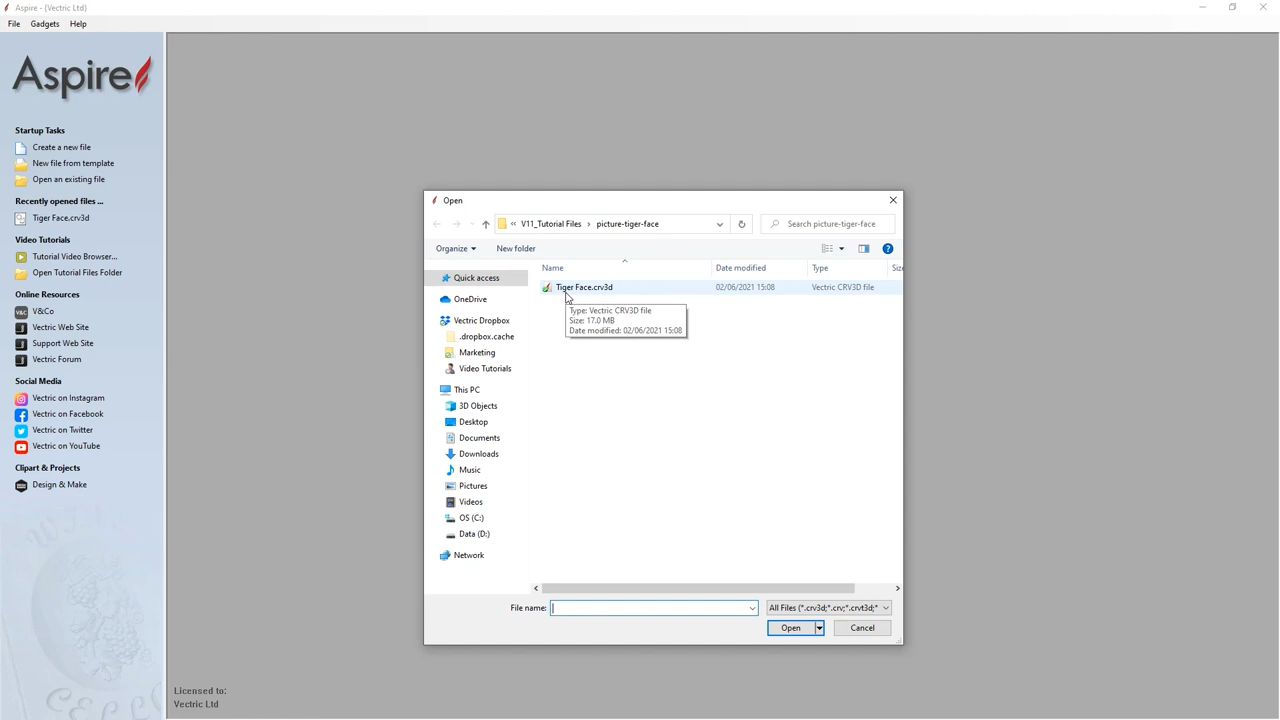 Aspire - {Vectric Ltd}
File Gadgets Help
Aspire
Startup Tasks
Create a new file
New file from template
Open an existing file
Recently opened files ...
Tiger Face.crv3d
Video Tutorials
Tutorial Video Browser...
Open Tutorial Files Folder
Online Resources
V&Co
Vectric Web Site
Support Web Site
Vectric Forum
Social Media
Vectric on Instagram
Vectric on Facebook
Vectric on Twitter
Vectric on YouTube
Clipart & Projects
Design & Make
Licensed to:
Vectric Ltd
Open
« V11_Tutorial Files › picture-tiger-face
Search picture-tiger-face
Organize New folder
Name Date modified Type Size
Tiger Face.crv3d 02/06/2021 15:08 Vectric CRV3D file
Type: Vectric CRV3D file
Size: 17.0 MB
Date modified: 02/06/2021 15:08
Quick access
OneDrive
Vectric Dropbox
.dropbox.cache
Marketing
Video Tutorials
This PC
3D Objects
Desktop
Documents
Downloads
Music
Pictures
Videos
OS (C:)
Data (D:)
Network
File name:
All Files (*.crv3d;*.crv;*.crvt3d;*
Open Cancel